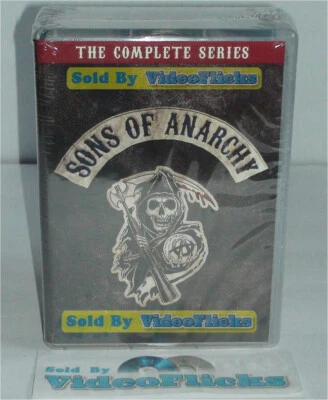 THE COMPLETE SERIES
Sold By VideoFlicks
SONS OF ANARCHY
Sold By VideoFlicks
Sold By
VideoFlicks